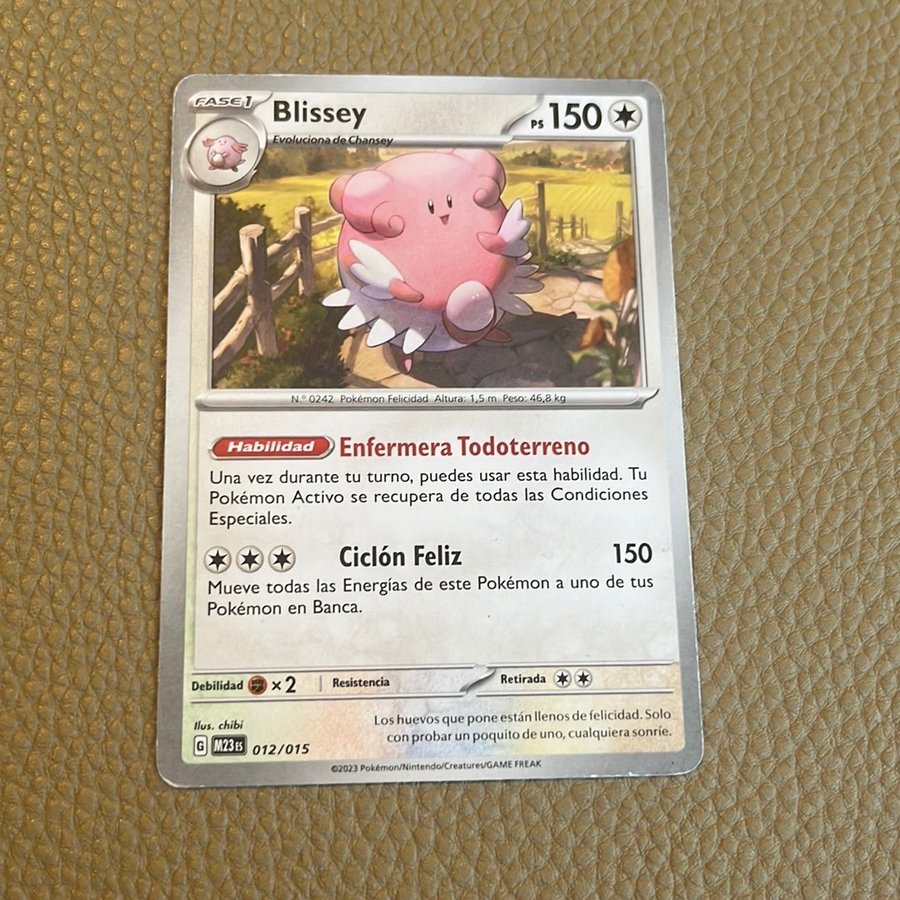 FASE 1
Blissey
PS 150
Evoluciona de Chansey
N.º 0242 Pokémon Felicidad Altura: 1,5 m Peso: 46,8 kg
Habilidad Enfermera Todoterreno
Una vez durante tu turno, puedes usar esta habilidad. Tu
Pokémon Activo se recupera de todas las Condiciones
Especiales.
Ciclón Feliz 150
Mueve todas las Energías de este Pokémon a uno de tus
Pokémon en Banca.
Debilidad × 2 Resistencia Retirada
Ilus. chibi
Los huevos que pone están llenos de felicidad. Solo
con probar un poquito de uno, cualquiera sonríe.
G M23 ES 012/015
©2023 Pokémon/Nintendo/Creatures/GAME FREAK